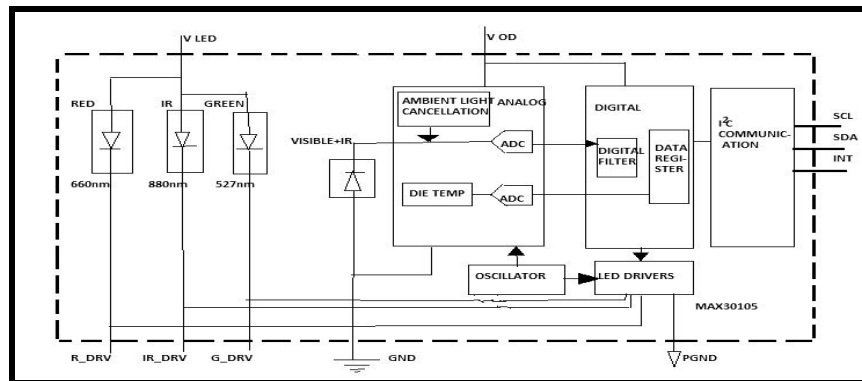 V LED
V OD
RED
IR
GREEN
660nm
880nm
527nm
VISIBLE+IR
AMBIENT LIGHT
CANCELLATION
ANALOG
ADC
DIE TEMP
ADC
DIGITAL
DIGITAL
FILTER
DATA
REGI-
STER
I2C
COMMUNIC-
ATION
SCL
SDA
INT
OSCILLATOR
LED DRIVERS
MAX30105
R_DRV
IR_DRV
G_DRV
GND
PGND